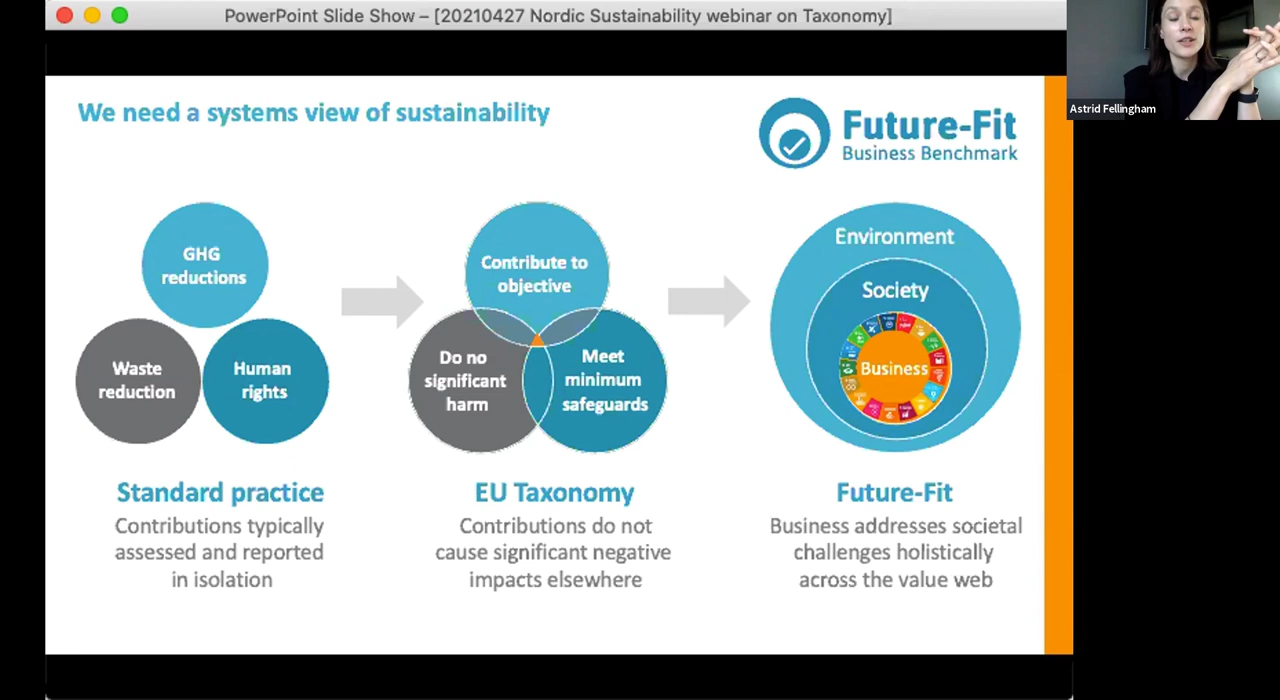 PowerPoint Slide Show – [20210427 Nordic Sustainability webinar on Taxonomy]
Astrid Fellingham
We need a systems view of sustainability
Future-Fit
Business Benchmark
GHG
reductions
Waste
reduction
Human
rights
Contribute to
objective
Do no
significant
harm
Meet
minimum
safeguards
Environment
Society
Business
Standard practice
Contributions typically
assessed and reported
in isolation
EU Taxonomy
Contributions do not
cause significant negative
impacts elsewhere
Future-Fit
Business addresses societal
challenges holistically
across the value web